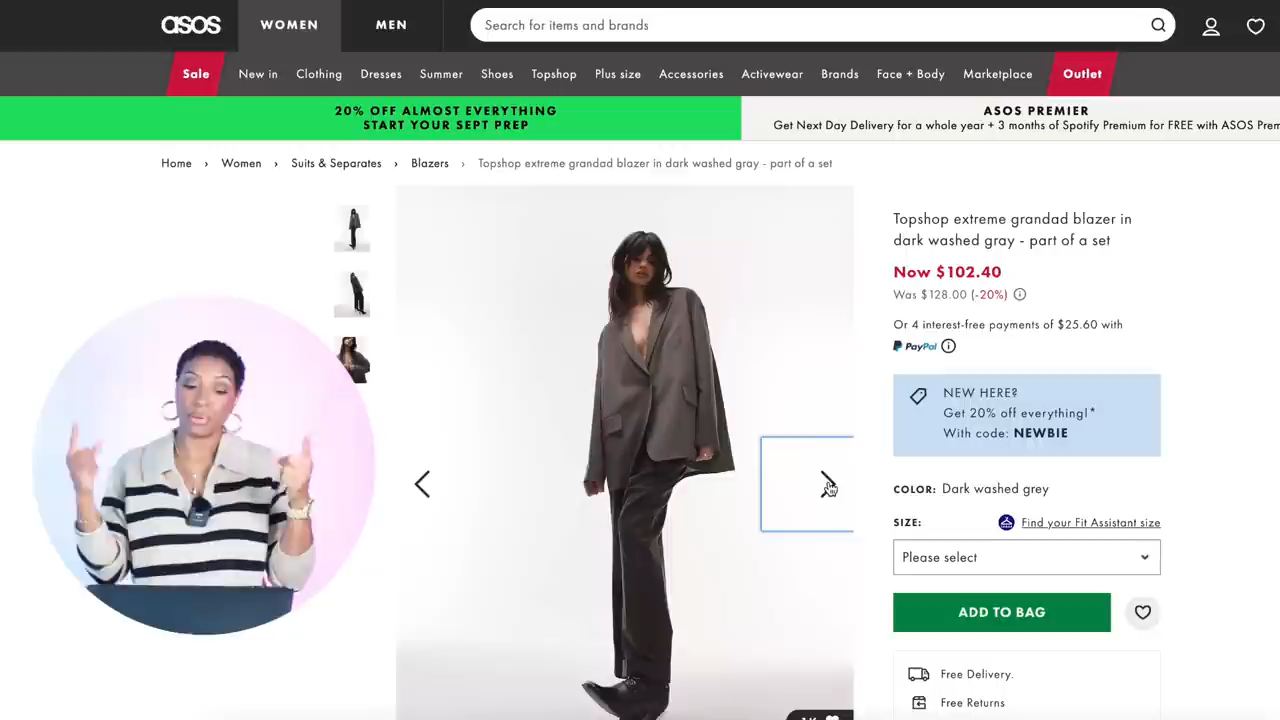 asos
WOMEN
MEN
Search for items and brands
Sale
New in
Clothing
Dresses
Summer
Shoes
Topshop
Plus size
Accessories
Activewear
Brands
Face + Body
Marketplace
Outlet
20% OFF ALMOST EVERYTHING
START YOUR SEPT PREP
ASOS PREMIER
Get Next Day Delivery for a whole year + 3 months of Spotify Premium for FREE with ASOS Prem
Home › Women › Suits & Separates › Blazers › Topshop extreme grandad blazer in dark washed gray - part of a set
Topshop extreme grandad blazer in
dark washed gray - part of a set
Now $102.40
Was $128.00 (-20%)
Or 4 interest-free payments of $25.60 with
PayPal
NEW HERE?
Get 20% off everything!*
With code: NEWBIE
COLOR: Dark washed grey
SIZE:
Find your Fit Assistant size
Please select
ADD TO BAG
Free Delivery.
Free Returns